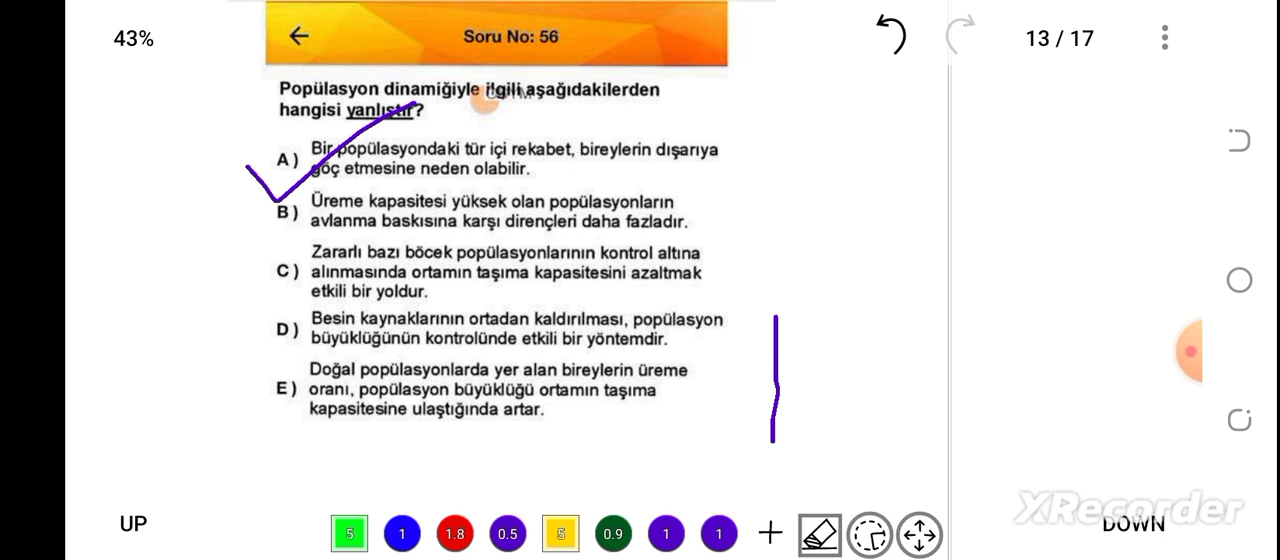 43%
Soru No: 56
13 / 17
Popülasyon dinamiğiyle ilgili aşağıdakilerden
hangisi yanlıştır?
A) Bir popülasyondaki tür içi rekabet, bireylerin dışarıya
göç etmesine neden olabilir.
B) Üreme kapasitesi yüksek olan popülasyonların
avlanma baskısına karşı dirençleri daha fazladır.
C) Zararlı bazı böcek popülasyonlarının kontrol altına
alınmasında ortamın taşıma kapasitesini azaltmak
etkili bir yoldur.
D) Besin kaynaklarının ortadan kaldırılması, popülasyon
büyüklüğünün kontrolünde etkili bir yöntemdir.
E) Doğal popülasyonlarda yer alan bireylerin üreme
oranı, popülasyon büyüklüğü ortamın taşıma
kapasitesine ulaştığında artar.
UP
5 1 1.8 0.5 5 0.9 1 1
XRecorder
DOWN